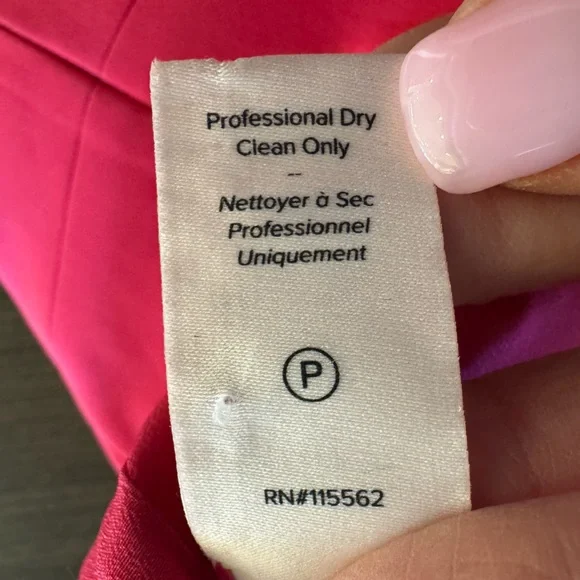 Professional Dry
Clean Only
--
Nettoyer à Sec
Professionnel
Uniquement
P
RN#115562